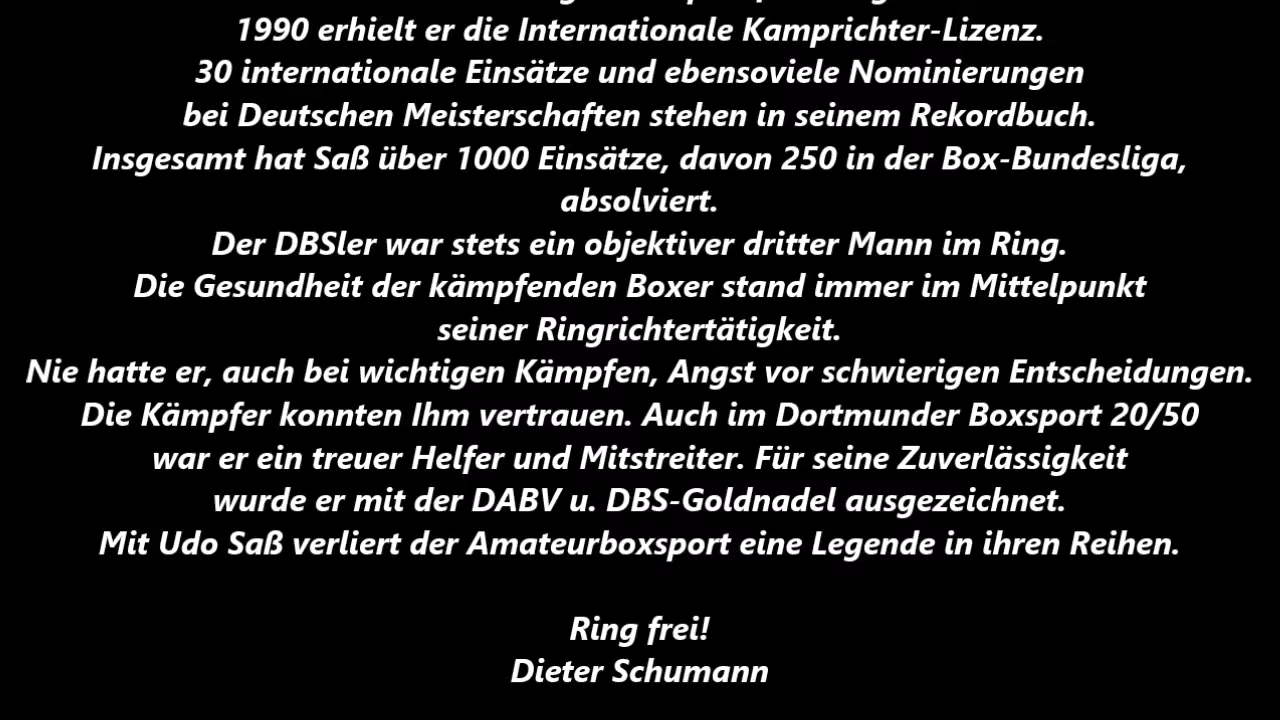 1990 erhielt er die Internationale Kamprichter-Lizenz.
30 internationale Einsätze und ebensoviele Nominierungen
bei Deutschen Meisterschaften stehen in seinem Rekordbuch.
Insgesamt hat Saß über 1000 Einsätze, davon 250 in der Box-Bundesliga,
absolviert.
Der DBSler war stets ein objektiver dritter Mann im Ring.
Die Gesundheit der kämpfenden Boxer stand immer im Mittelpunkt
seiner Ringrichtertätigkeit.
Nie hatte er, auch bei wichtigen Kämpfen, Angst vor schwierigen Entscheidungen.
Die Kämpfer konnten Ihm vertrauen. Auch im Dortmunder Boxsport 20/50
war er ein treuer Helfer und Mitstreiter. Für seine Zuverlässigkeit
wurde er mit der DABV u. DBS-Goldnadel ausgezeichnet.
Mit Udo Saß verliert der Amateurboxsport eine Legende in ihren Reihen.
Ring frei!
Dieter Schumann